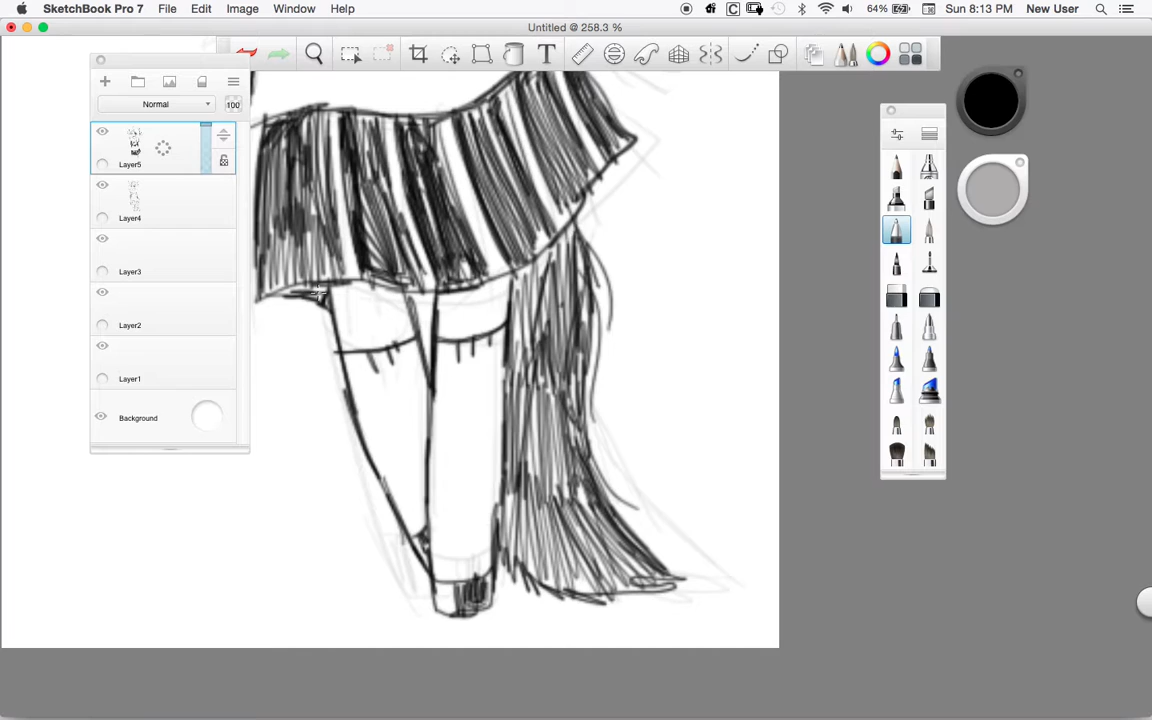 SketchBook Pro 7 File Edit Image Window Help 64% Sun 8:13 PM New User
Untitled @ 258.3 %
Normal 100
Layer5
Layer4
Layer3
Layer2
Layer1
Background